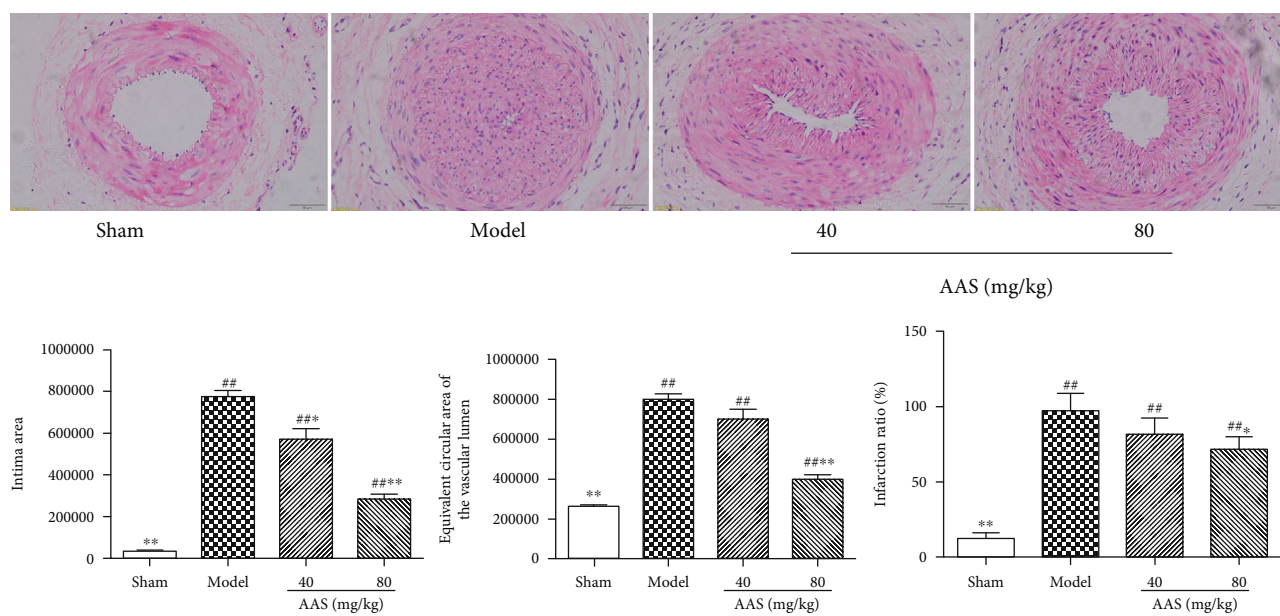 Sham
Model
40
80
AAS (mg/kg)
Intima area
1000000
800000
600000
400000
200000
0
**
##
##*
##**
Sham
Model
40
80
AAS (mg/kg)
Equivalent circular area of
the vascular lumen
1000000
800000
600000
400000
200000
0
**
##
##
##**
Sham
Model
40
80
AAS (mg/kg)
Infarction ratio (%)
150
100
50
0
**
##
##
##*
Sham
Model
40
80
AAS (mg/kg)